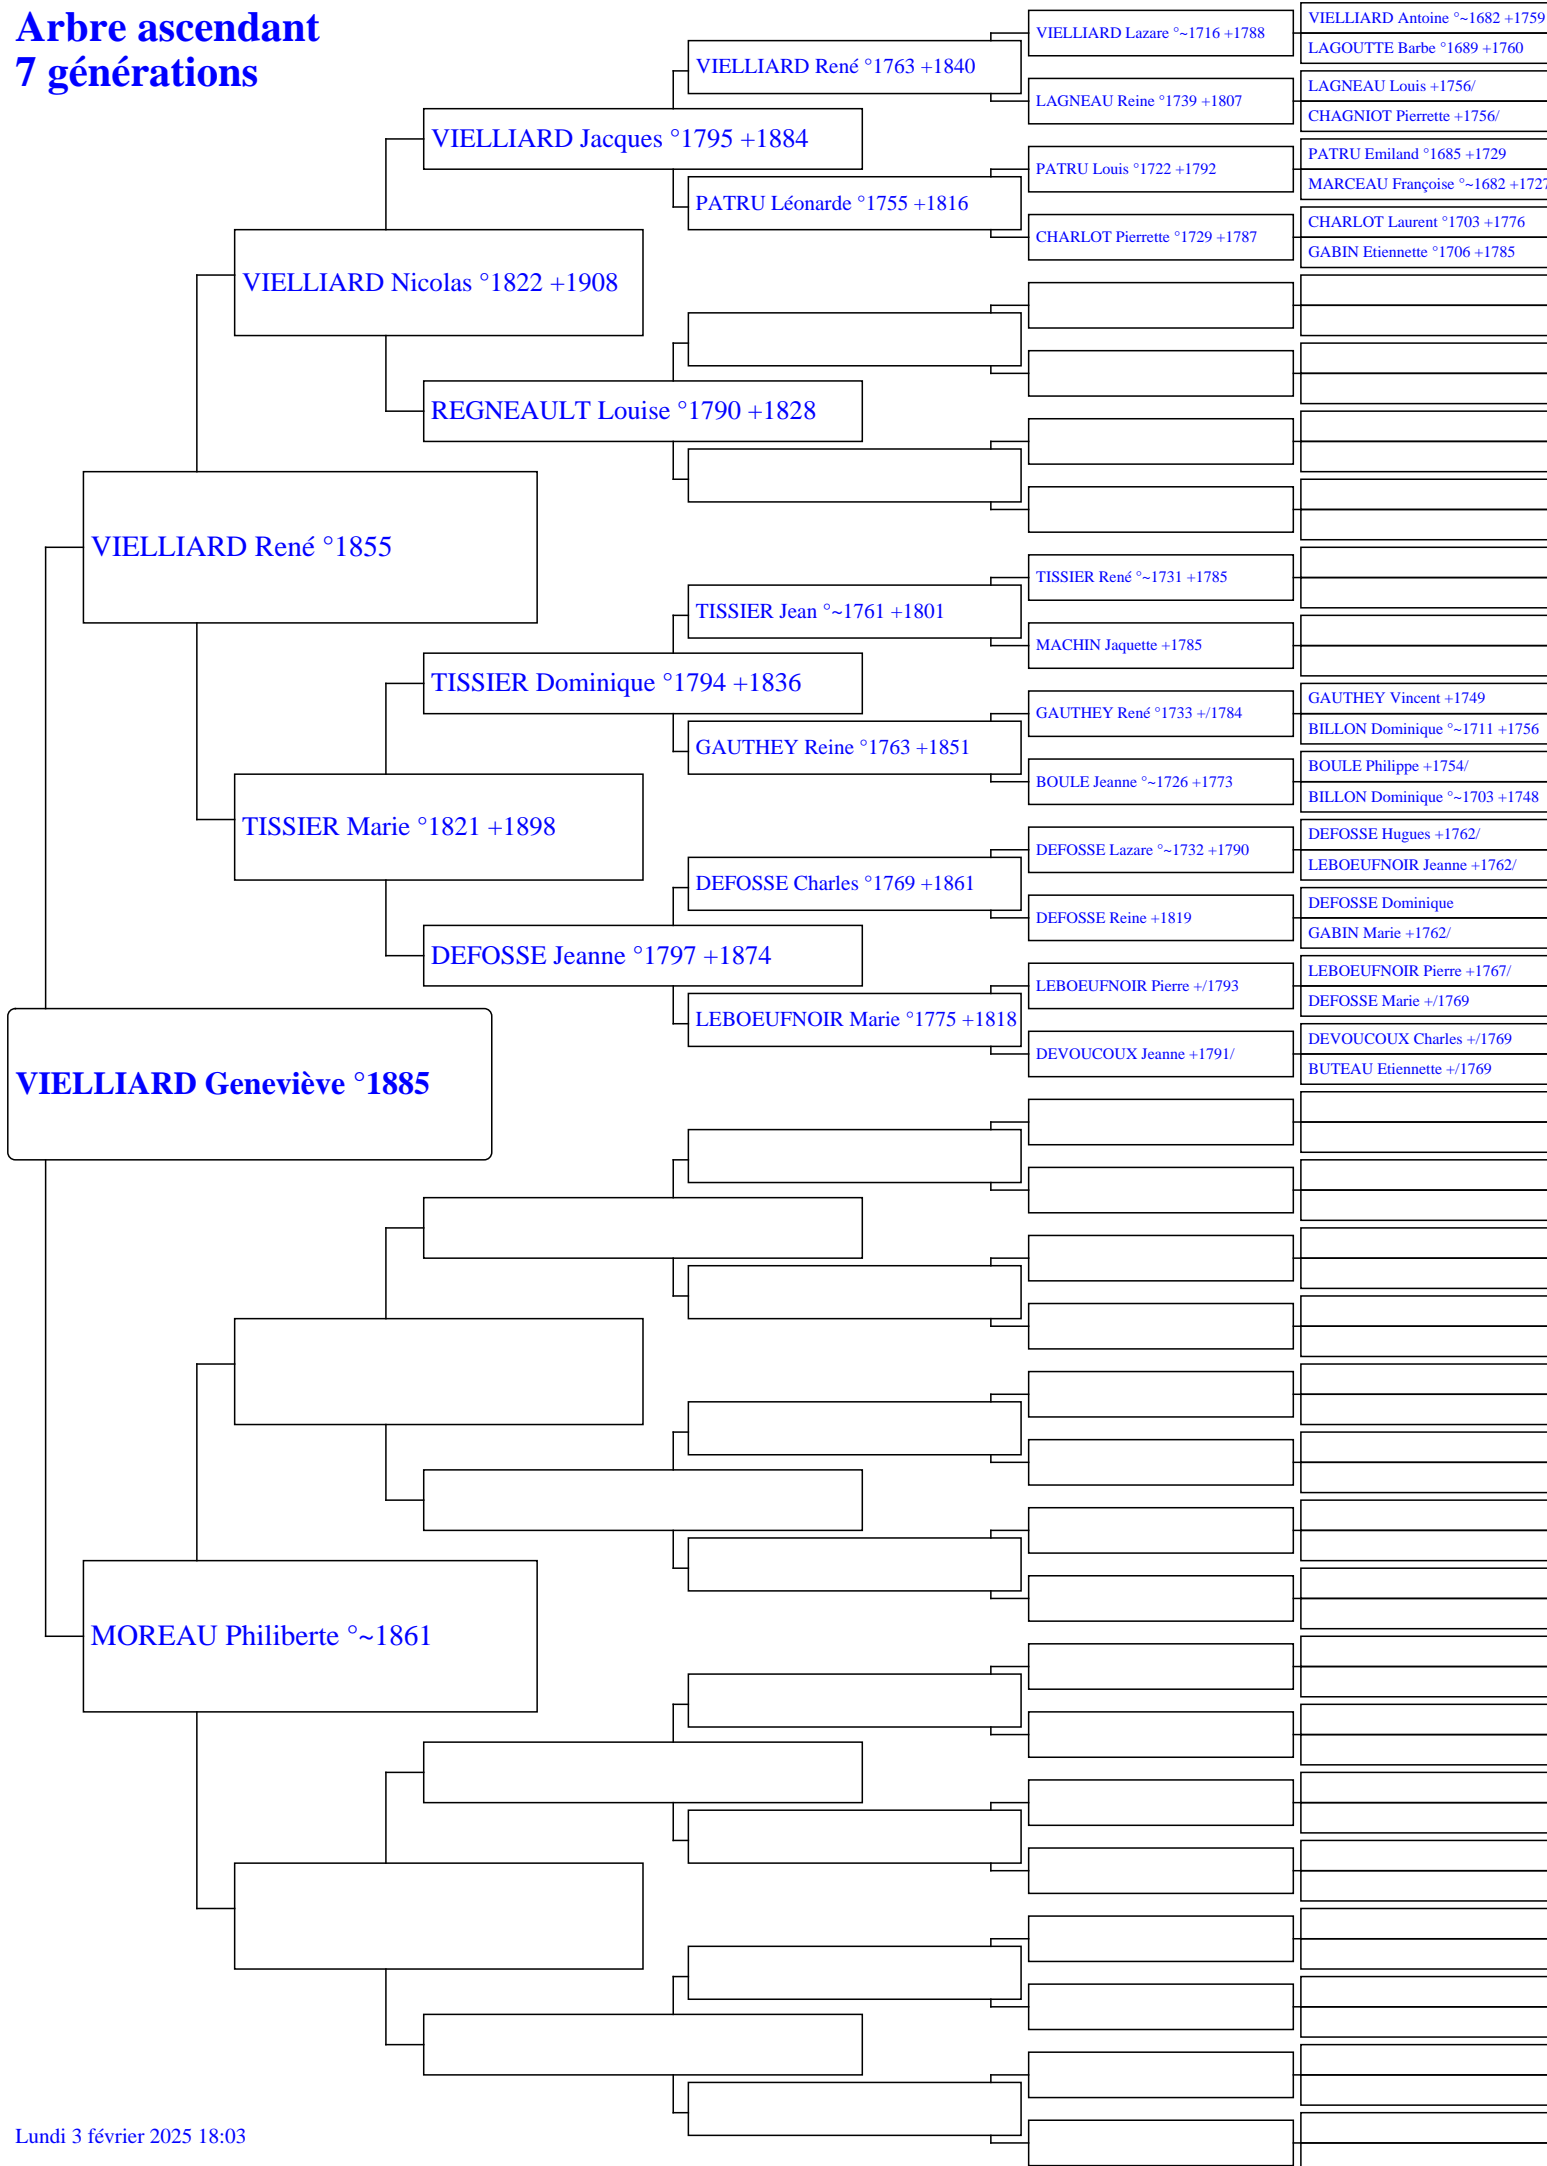 Arbre ascendant
7 générations
VIELLIARD Geneviève °1885
VIELLIARD René °1855
MOREAU Philiberte °~1861
VIELLIARD Nicolas °1822 +1908
TISSIER Marie °1821 +1898
VIELLIARD Jacques °1795 +1884
REGNEAULT Louise °1790 +1828
TISSIER Dominique °1794 +1836
DEFOSSE Jeanne °1797 +1874
VIELLIARD René °1763 +1840
PATRU Léonarde °1755 +1816
TISSIER Jean °~1761 +1801
GAUTHEY Reine °1763 +1851
DEFOSSE Charles °1769 +1861
LEBOEUFNOIR Marie °1775 +1818
VIELLIARD Lazare °~1716 +1788
LAGNEAU Reine °1739 +1807
PATRU Louis °1722 +1792
CHARLOT Pierrette °1729 +1787
TISSIER René °~1731 +1785
MACHIN Jaquette +1785
GAUTHEY René °1733 +/1784
BOULE Jeanne °~1726 +1773
DEFOSSE Lazare °~1732 +1790
DEFOSSE Reine +1819
LEBOEUFNOIR Pierre +/1793
DEVOUCOUX Jeanne +1791/
VIELLIARD Antoine °~1682 +1759
LAGOUTTE Barbe °1689 +1760
LAGNEAU Louis +1756/
CHAGNIOT Pierrette +1756/
PATRU Emiland °1685 +1729
MARCEAU Françoise °~1682 +1727
CHARLOT Laurent °1703 +1776
GABIN Etiennette °1706 +1785
GAUTHEY Vincent +1749
BILLON Dominique °~1711 +1756
BOULE Philippe +1754/
BILLON Dominique °~1703 +1748
DEFOSSE Hugues +1762/
LEBOEUFNOIR Jeanne +1762/
DEFOSSE Dominique
GABIN Marie +1762/
LEBOEUFNOIR Pierre +1767/
DEFOSSE Marie +/1769
DEVOUCOUX Charles +/1769
BUTEAU Etiennette +/1769
Lundi 3 février 2025 18:03